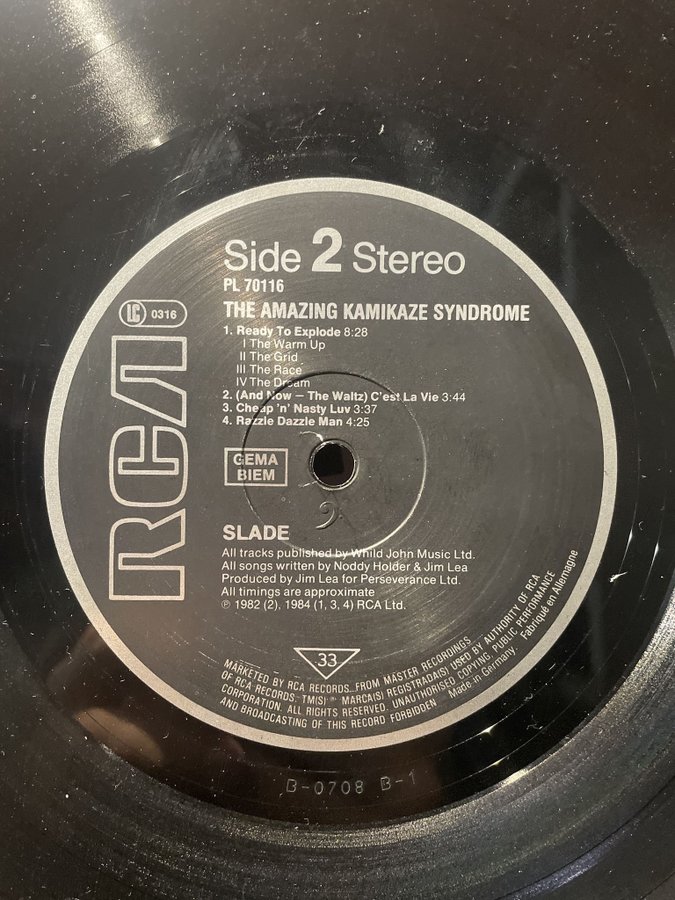 Side 2 Stereo
PL 70116
THE AMAZING KAMIKAZE SYNDROME
LC 0316
1. Ready To Explode 8:28
I The Warm Up
II The Grid
III The Race
IV The Dream
2. (And Now – The Waltz) C'est La Vie 3:44
3. Cheap 'n' Nasty Luv 3:37
4. Razzle Dazzle Man 4:25
RCA
GEMA
BIEM
SLADE
All tracks published by Whild John Music Ltd.
All songs written by Noddy Holder & Jim Lea
Produced by Jim Lea for Perseverance Ltd.
All timings are approximate
℗ 1982 (2), 1984 (1, 3, 4) RCA Ltd.
33
MARKETED BY RCA RECORDS. FROM MASTER RECORDINGS
OF RCA RECORDS. TM(S) ® MARCA(S) REGISTRADA(S) USED BY AUTHORITY OF RCA
CORPORATION. ALL RIGHTS RESERVED. UNAUTHORISED COPYING, PUBLIC PERFORMANCE
AND BROADCASTING OF THIS RECORD FORBIDDEN
Made in Germany. Fabriqué en Allemagne
B-0708 B-1